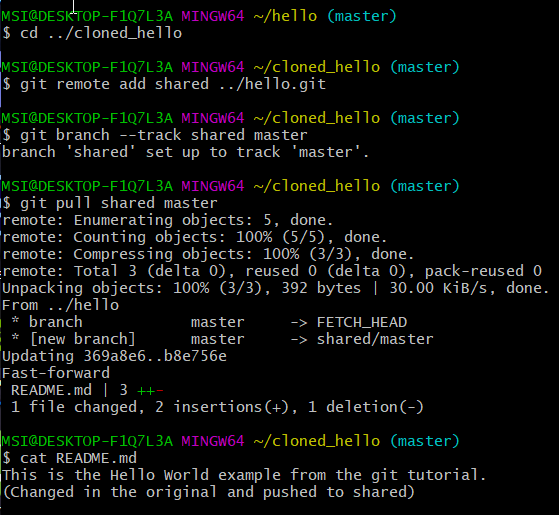 MSI@DESKTOP-F1Q7L3A MINGW64 ~/hello (master)
$ cd ../cloned_hello
MSI@DESKTOP-F1Q7L3A MINGW64 ~/cloned_hello (master)
$ git remote add shared ../hello.git
MSI@DESKTOP-F1Q7L3A MINGW64 ~/cloned_hello (master)
$ git branch --track shared master
branch 'shared' set up to track 'master'.
MSI@DESKTOP-F1Q7L3A MINGW64 ~/cloned_hello (master)
$ git pull shared master
remote: Enumerating objects: 5, done.
remote: Counting objects: 100% (5/5), done.
remote: Compressing objects: 100% (3/3), done.
remote: Total 3 (delta 0), reused 0 (delta 0), pack-reused 0
Unpacking objects: 100% (3/3), 392 bytes | 30.00 KiB/s, done.
From ../hello
 * branch            master     -> FETCH_HEAD
 * [new branch]      master     -> shared/master
Updating 369a8e6..b8e756e
Fast-forward
 README.md | 3 ++-
 1 file changed, 2 insertions(+), 1 deletion(-)
MSI@DESKTOP-F1Q7L3A MINGW64 ~/cloned_hello (master)
$ cat README.md
This is the Hello World example from the git tutorial.
(Changed in the original and pushed to shared)